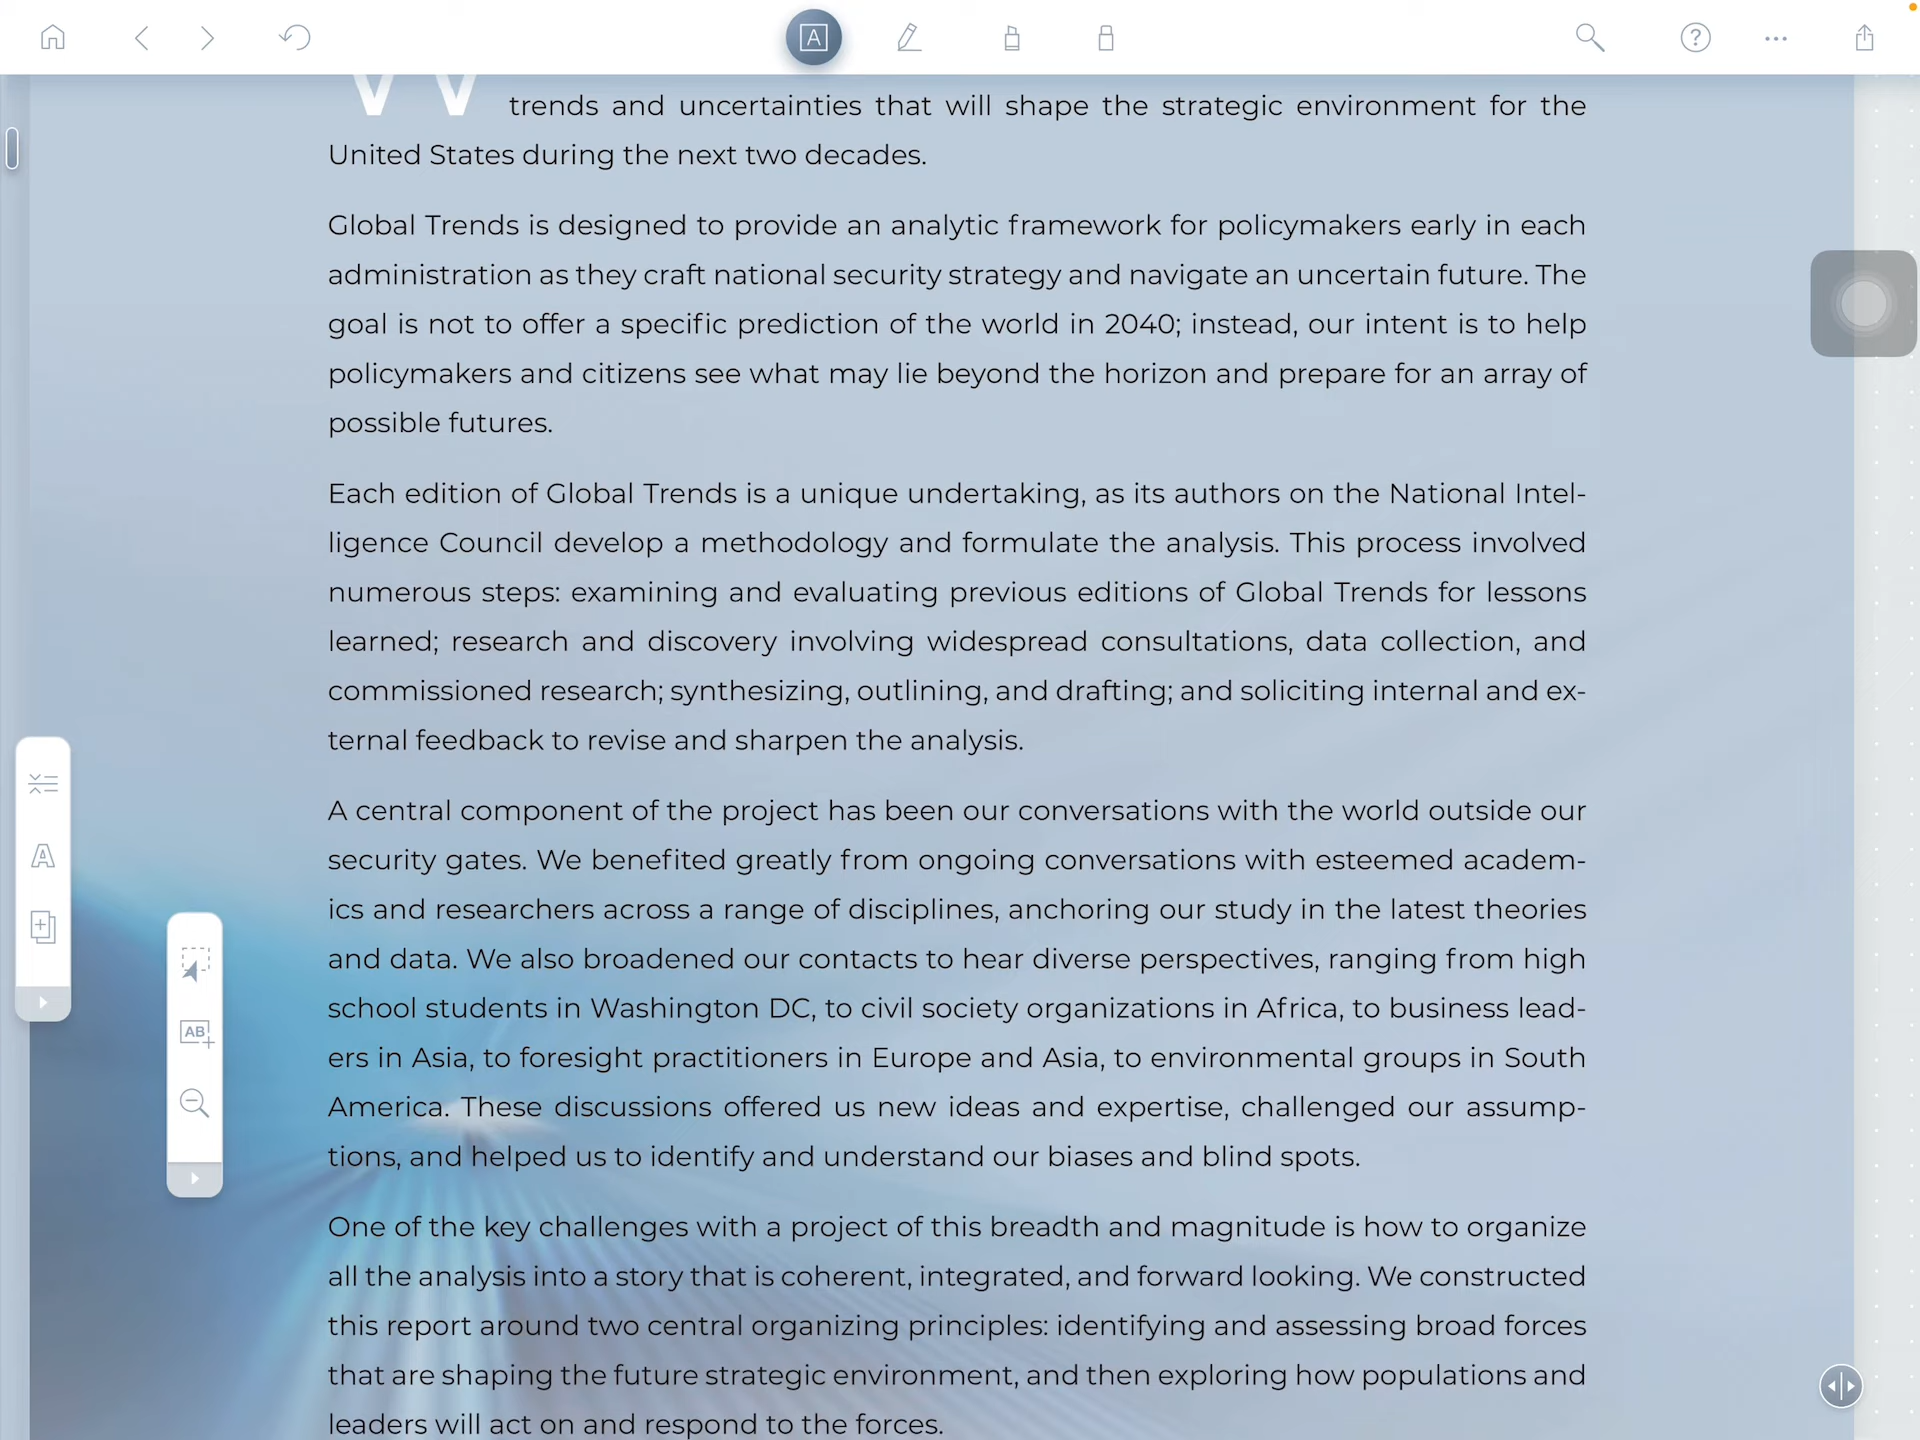 W trends and uncertainties that will shape the strategic environment for the
United States during the next two decades.
Global Trends is designed to provide an analytic framework for policymakers early in each
administration as they craft national security strategy and navigate an uncertain future. The
goal is not to offer a specific prediction of the world in 2040; instead, our intent is to help
policymakers and citizens see what may lie beyond the horizon and prepare for an array of
possible futures.
Each edition of Global Trends is a unique undertaking, as its authors on the National Intel-
ligence Council develop a methodology and formulate the analysis. This process involved
numerous steps: examining and evaluating previous editions of Global Trends for lessons
learned; research and discovery involving widespread consultations, data collection, and
commissioned research; synthesizing, outlining, and drafting; and soliciting internal and ex-
ternal feedback to revise and sharpen the analysis.
A central component of the project has been our conversations with the world outside our
security gates. We benefited greatly from ongoing conversations with esteemed academ-
ics and researchers across a range of disciplines, anchoring our study in the latest theories
and data. We also broadened our contacts to hear diverse perspectives, ranging from high
school students in Washington DC, to civil society organizations in Africa, to business lead-
ers in Asia, to foresight practitioners in Europe and Asia, to environmental groups in South
America. These discussions offered us new ideas and expertise, challenged our assump-
tions, and helped us to identify and understand our biases and blind spots.
One of the key challenges with a project of this breadth and magnitude is how to organize
all the analysis into a story that is coherent, integrated, and forward looking. We constructed
this report around two central organizing principles: identifying and assessing broad forces
that are shaping the future strategic environment, and then exploring how populations and
leaders will act on and respond to the forces.
A
A
AB